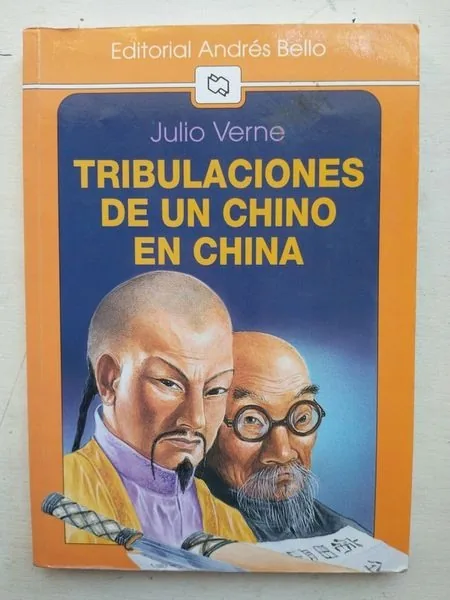 Editorial Andrés Bello
Julio Verne
TRIBULACIONES
DE UN CHINO
EN CHINA